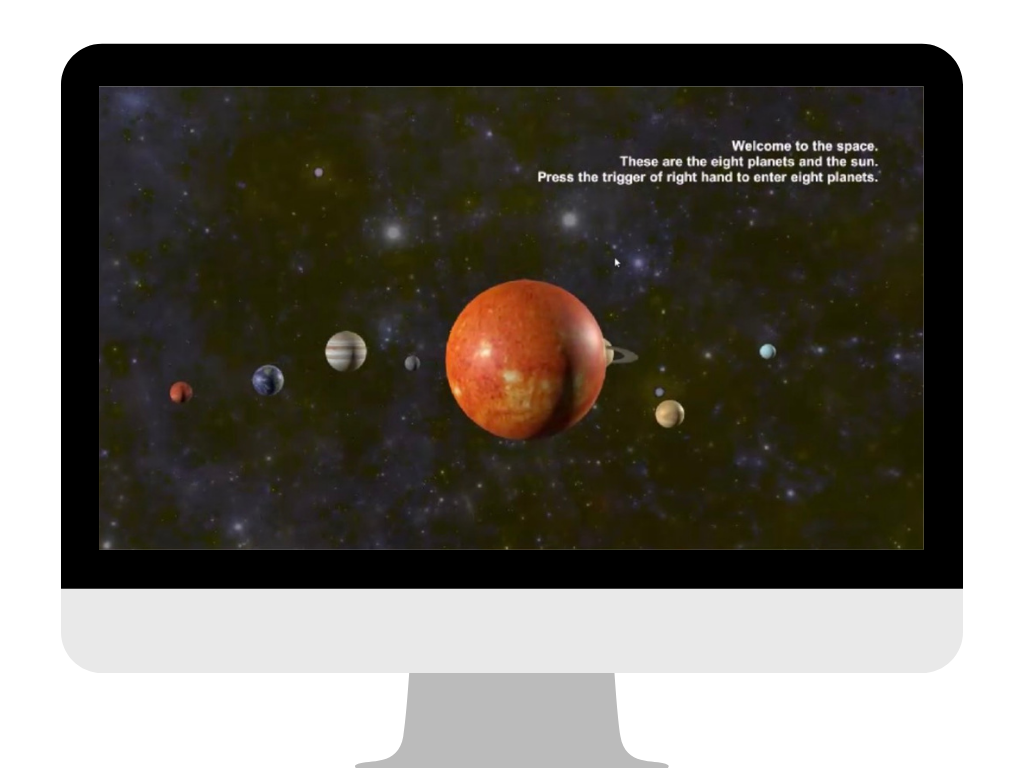 Welcome to the space.
These are the eight planets and the sun.
Press the trigger of right hand to enter eight planets.